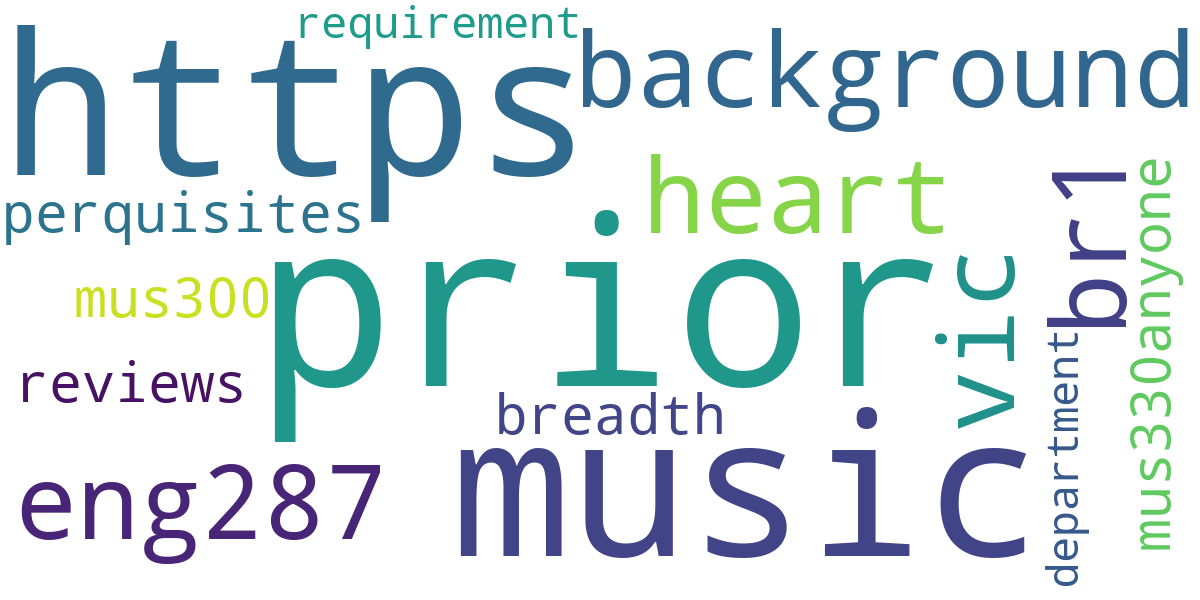 requirement
https
background
perquisites
heart
prior
mus300
vic
br1
mus330anyone
reviews
breadth
department
eng287
music